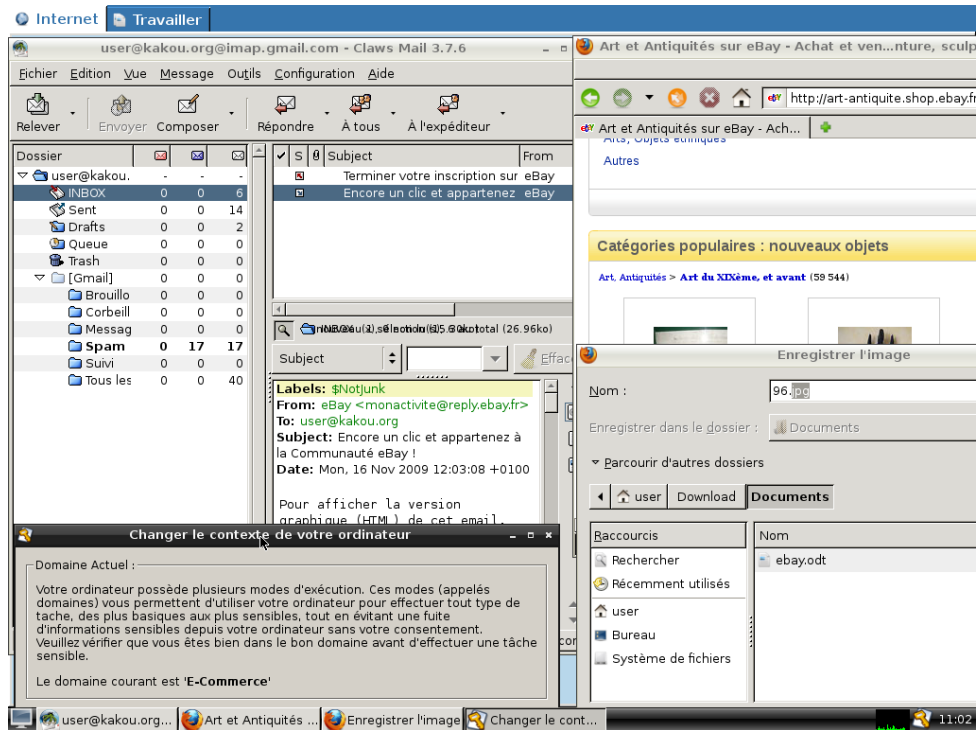 Internet
Travailler
user@kakou.org@imap.gmail.com - Claws Mail 3.7.6
Fichier Edition Vue Message Outils Configuration Aide
Relever Envoyer Composer Répondre À tous À l'expéditeur
Dossier
user@kakou. - - -
INBOX 0 0 6
Sent 0 0 14
Drafts 0 0 2
Queue 0 0 0
Trash 0 0 0
[Gmail] 0 0 0
Brouillo 0 0 0
Corbeill 0 0 0
Messag 0 0 0
Spam 0 17 17
Suivi 0 0 0
Tous les 0 0 40
S Subject From
Terminer votre inscription sur eBay
Encore un clic et appartenez eBay
total (26.96ko)
Subject Effac
Labels: $NotJunk
From: eBay <monactivite@reply.ebay.fr>
To: user@kakou.org
Subject: Encore un clic et appartenez à
la Communauté eBay !
Date: Mon, 16 Nov 2009 12:03:08 +0100
Pour afficher la version
graphique (HTML) de cet email,
Art et Antiquités sur eBay - Achat et ven...nture, sculp
http://art-antiquite.shop.ebay.f
Art et Antiquités sur eBay - Ach...
Arts, Objets ethniques
Autres
Catégories populaires : nouveaux objets
Art, Antiquités > Art du XIXème, et avant (59 544)
Enregistrer l'image
Nom : 96.jpg
Enregistrer dans le dossier : Documents
Parcourir d'autres dossiers
user Download Documents
Raccourcis Nom
Rechercher ebay.odt
Récemment utilisés
user
Bureau
Système de fichiers
Changer le contexte de votre ordinateur
Domaine Actuel :
Votre ordinateur possède plusieurs modes d'exécution. Ces modes (appelés
domaines) vous permettent d'utiliser votre ordinateur pour effectuer tout type de
tache, des plus basiques aux plus sensibles, tout en évitant une fuite
d'informations sensibles depuis votre ordinateur sans votre consentement.
Veuillez vérifier que vous êtes bien dans le bon domaine avant d'effectuer une tâche
sensible.
Le domaine courant est 'E-Commerce'
user@kakou.org... Art et Antiquités ... Enregistrer l'image Changer le cont... 11:02